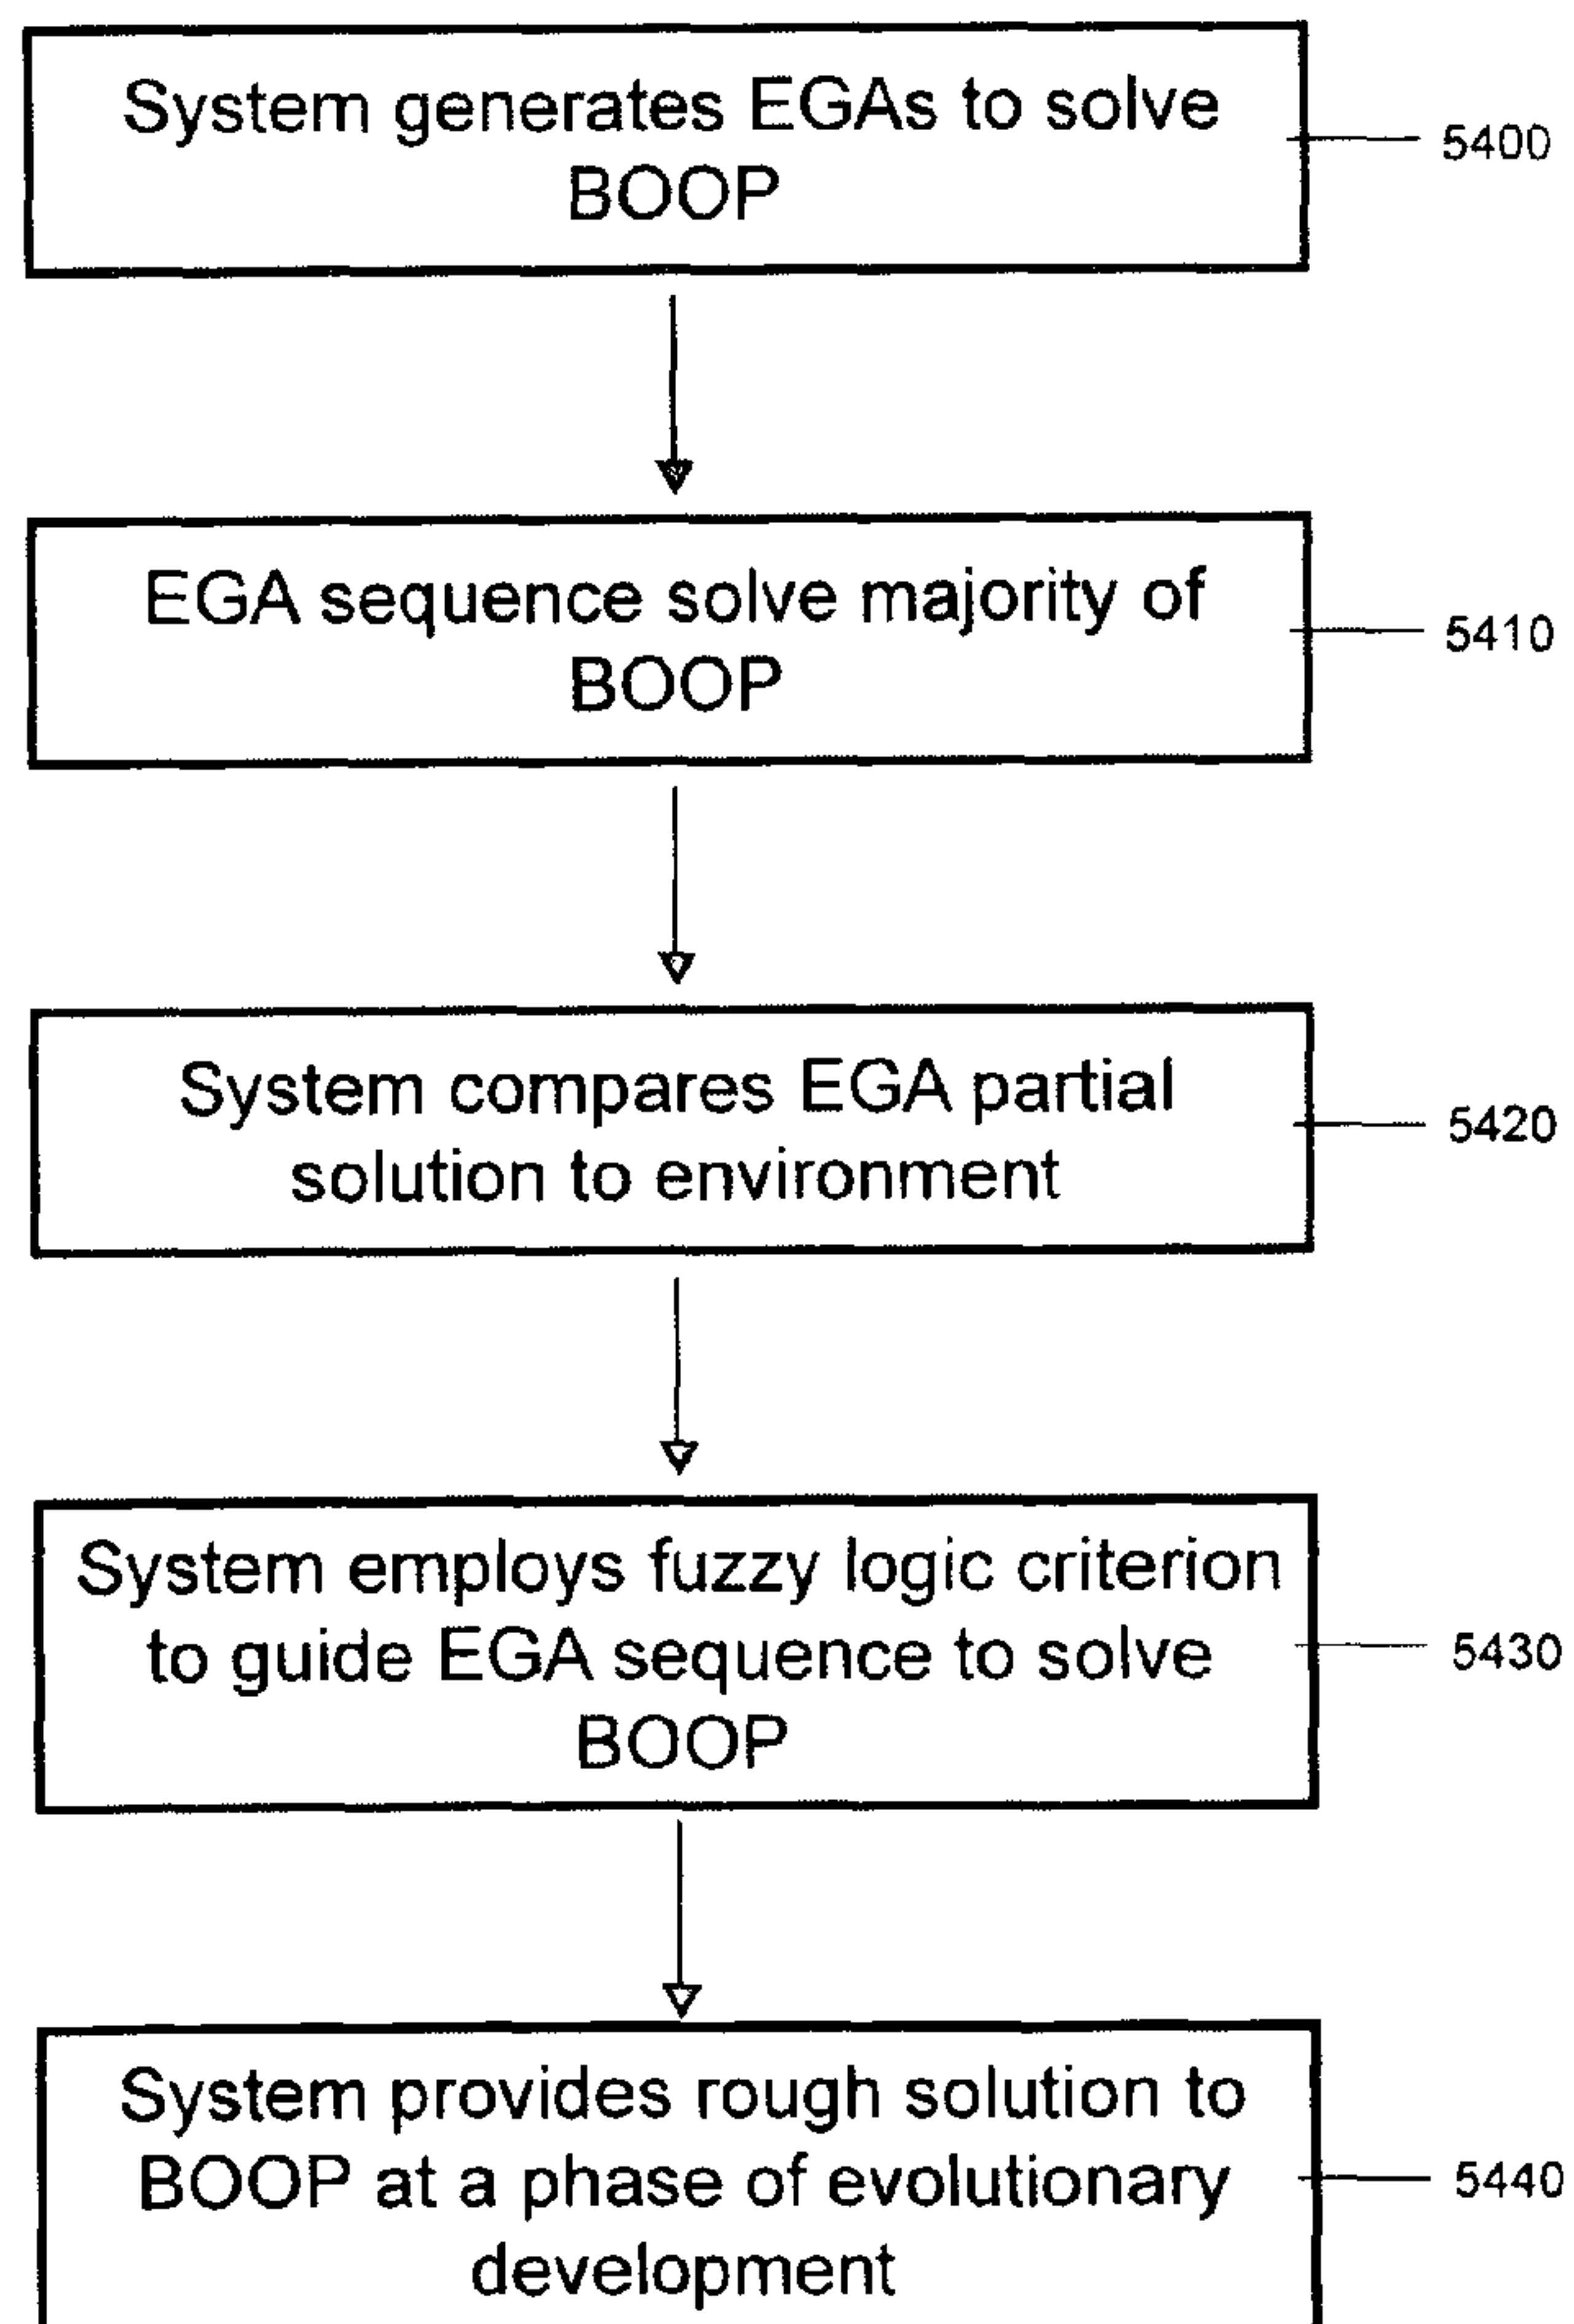 System generates EGAs to solve
BOOP
5400
EGA sequence solve majority of
BOOP
5410
System compares EGA partial
solution to environment
5420
System employs fuzzy logic criterion
to guide EGA sequence to solve
BOOP
5430
System provides rough solution to
BOOP at a phase of evolutionary
development
5440